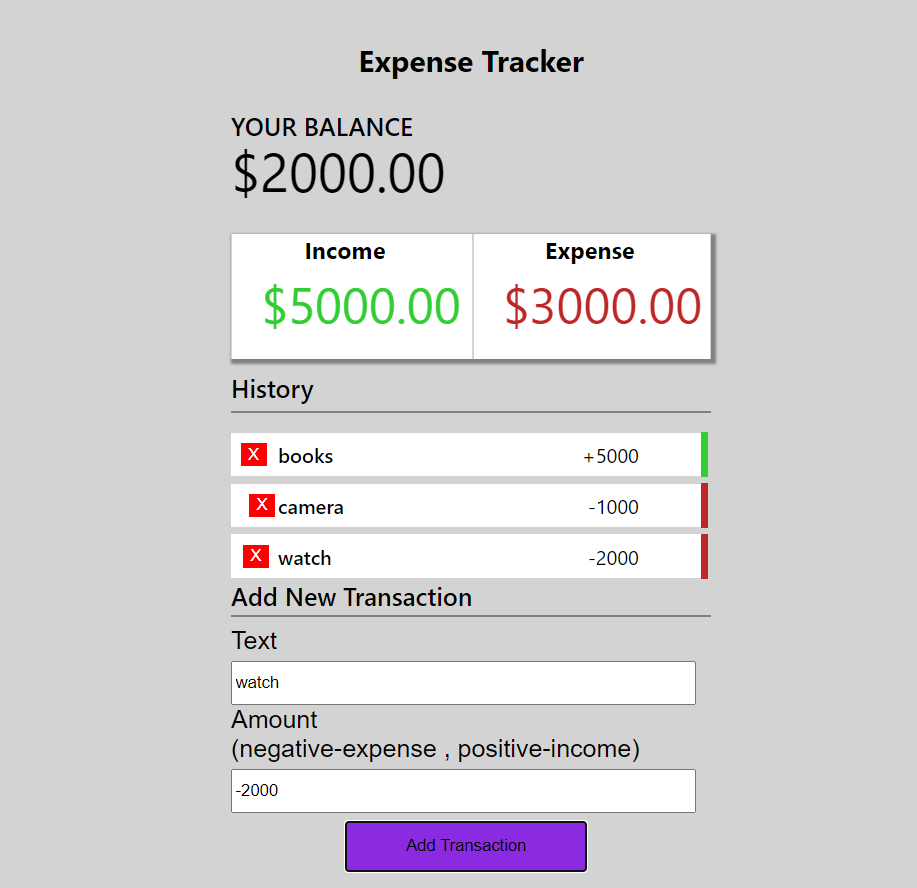 Expense Tracker
YOUR BALANCE
$2000.00
Income Expense
$5000.00 $3000.00
History
X books +5000
X camera -1000
X watch -2000
Add New Transaction
Text
watch
Amount
(negative-expense , positive-income)
-2000
Add Transaction